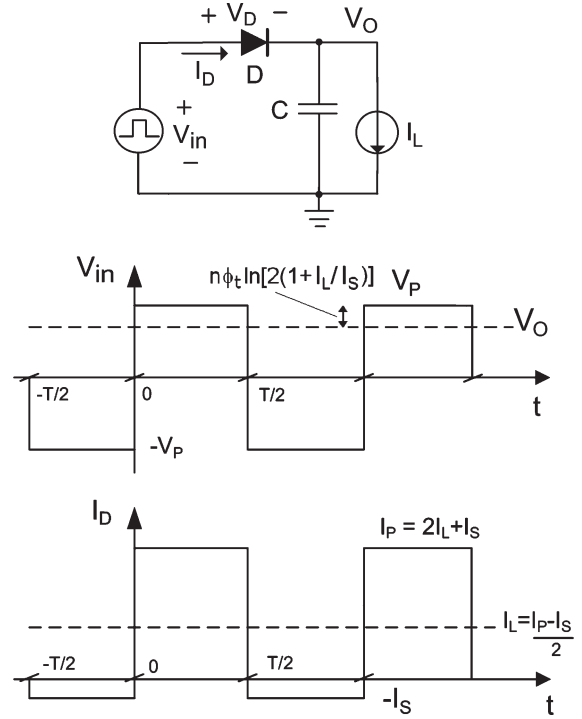 + V_D − V_O
I_D D
+ V_in −
C
I_L
V_in
nϕ_t ln[2(1+I_L/I_S)]
V_P
V_O
-T/2 0 T/2 t
-V_P
I_D
I_P = 2I_L+I_S
I_L=I_P-I_S
2
-T/2 0 T/2 t
-I_S